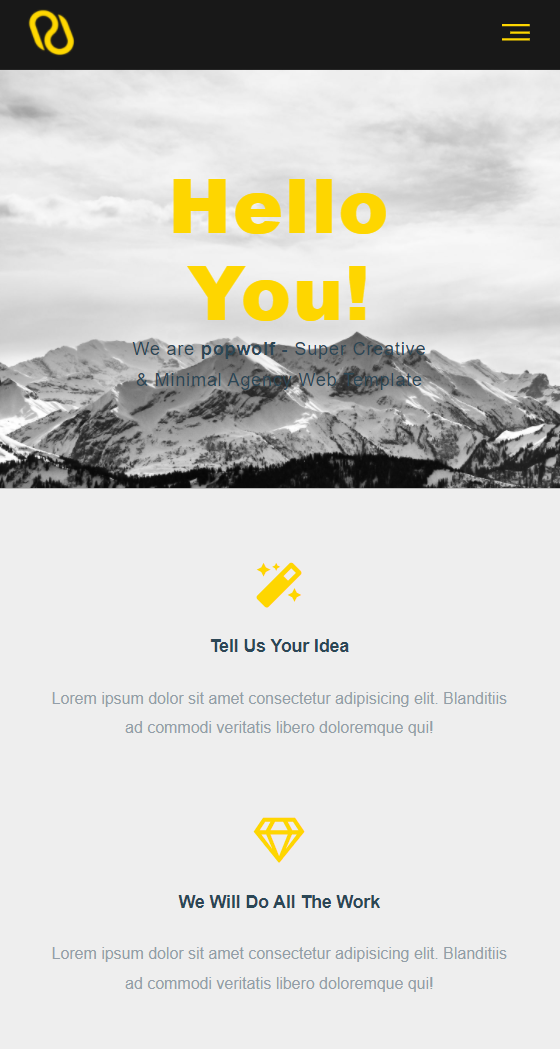 Hello
You!
We are popwolf - Super Creative
& Minimal Agency Web Template
Tell Us Your Idea
Lorem ipsum dolor sit amet consectetur adipisicing elit. Blanditiis
ad commodi veritatis libero doloremque qui!
We Will Do All The Work
Lorem ipsum dolor sit amet consectetur adipisicing elit. Blanditiis
ad commodi veritatis libero doloremque qui!